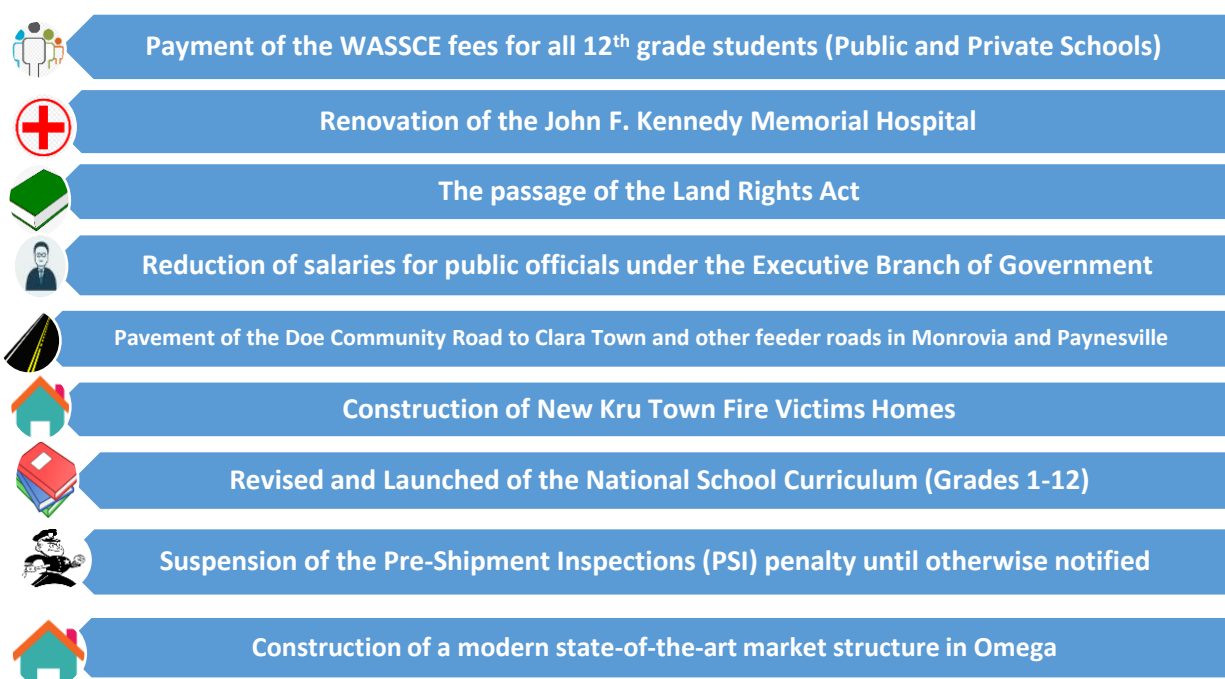 Payment of the WASSCE fees for all 12th grade students (Public and Private Schools)
Renovation of the John F. Kennedy Memorial Hospital
The passage of the Land Rights Act
Reduction of salaries for public officials under the Executive Branch of Government
Pavement of the Doe Community Road to Clara Town and other feeder roads in Monrovia and Paynesville
Construction of New Kru Town Fire Victims Homes
Revised and Launched of the National School Curriculum (Grades 1-12)
Suspension of the Pre-Shipment Inspections (PSI) penalty until otherwise notified
Construction of a modern state-of-the-art market structure in Omega